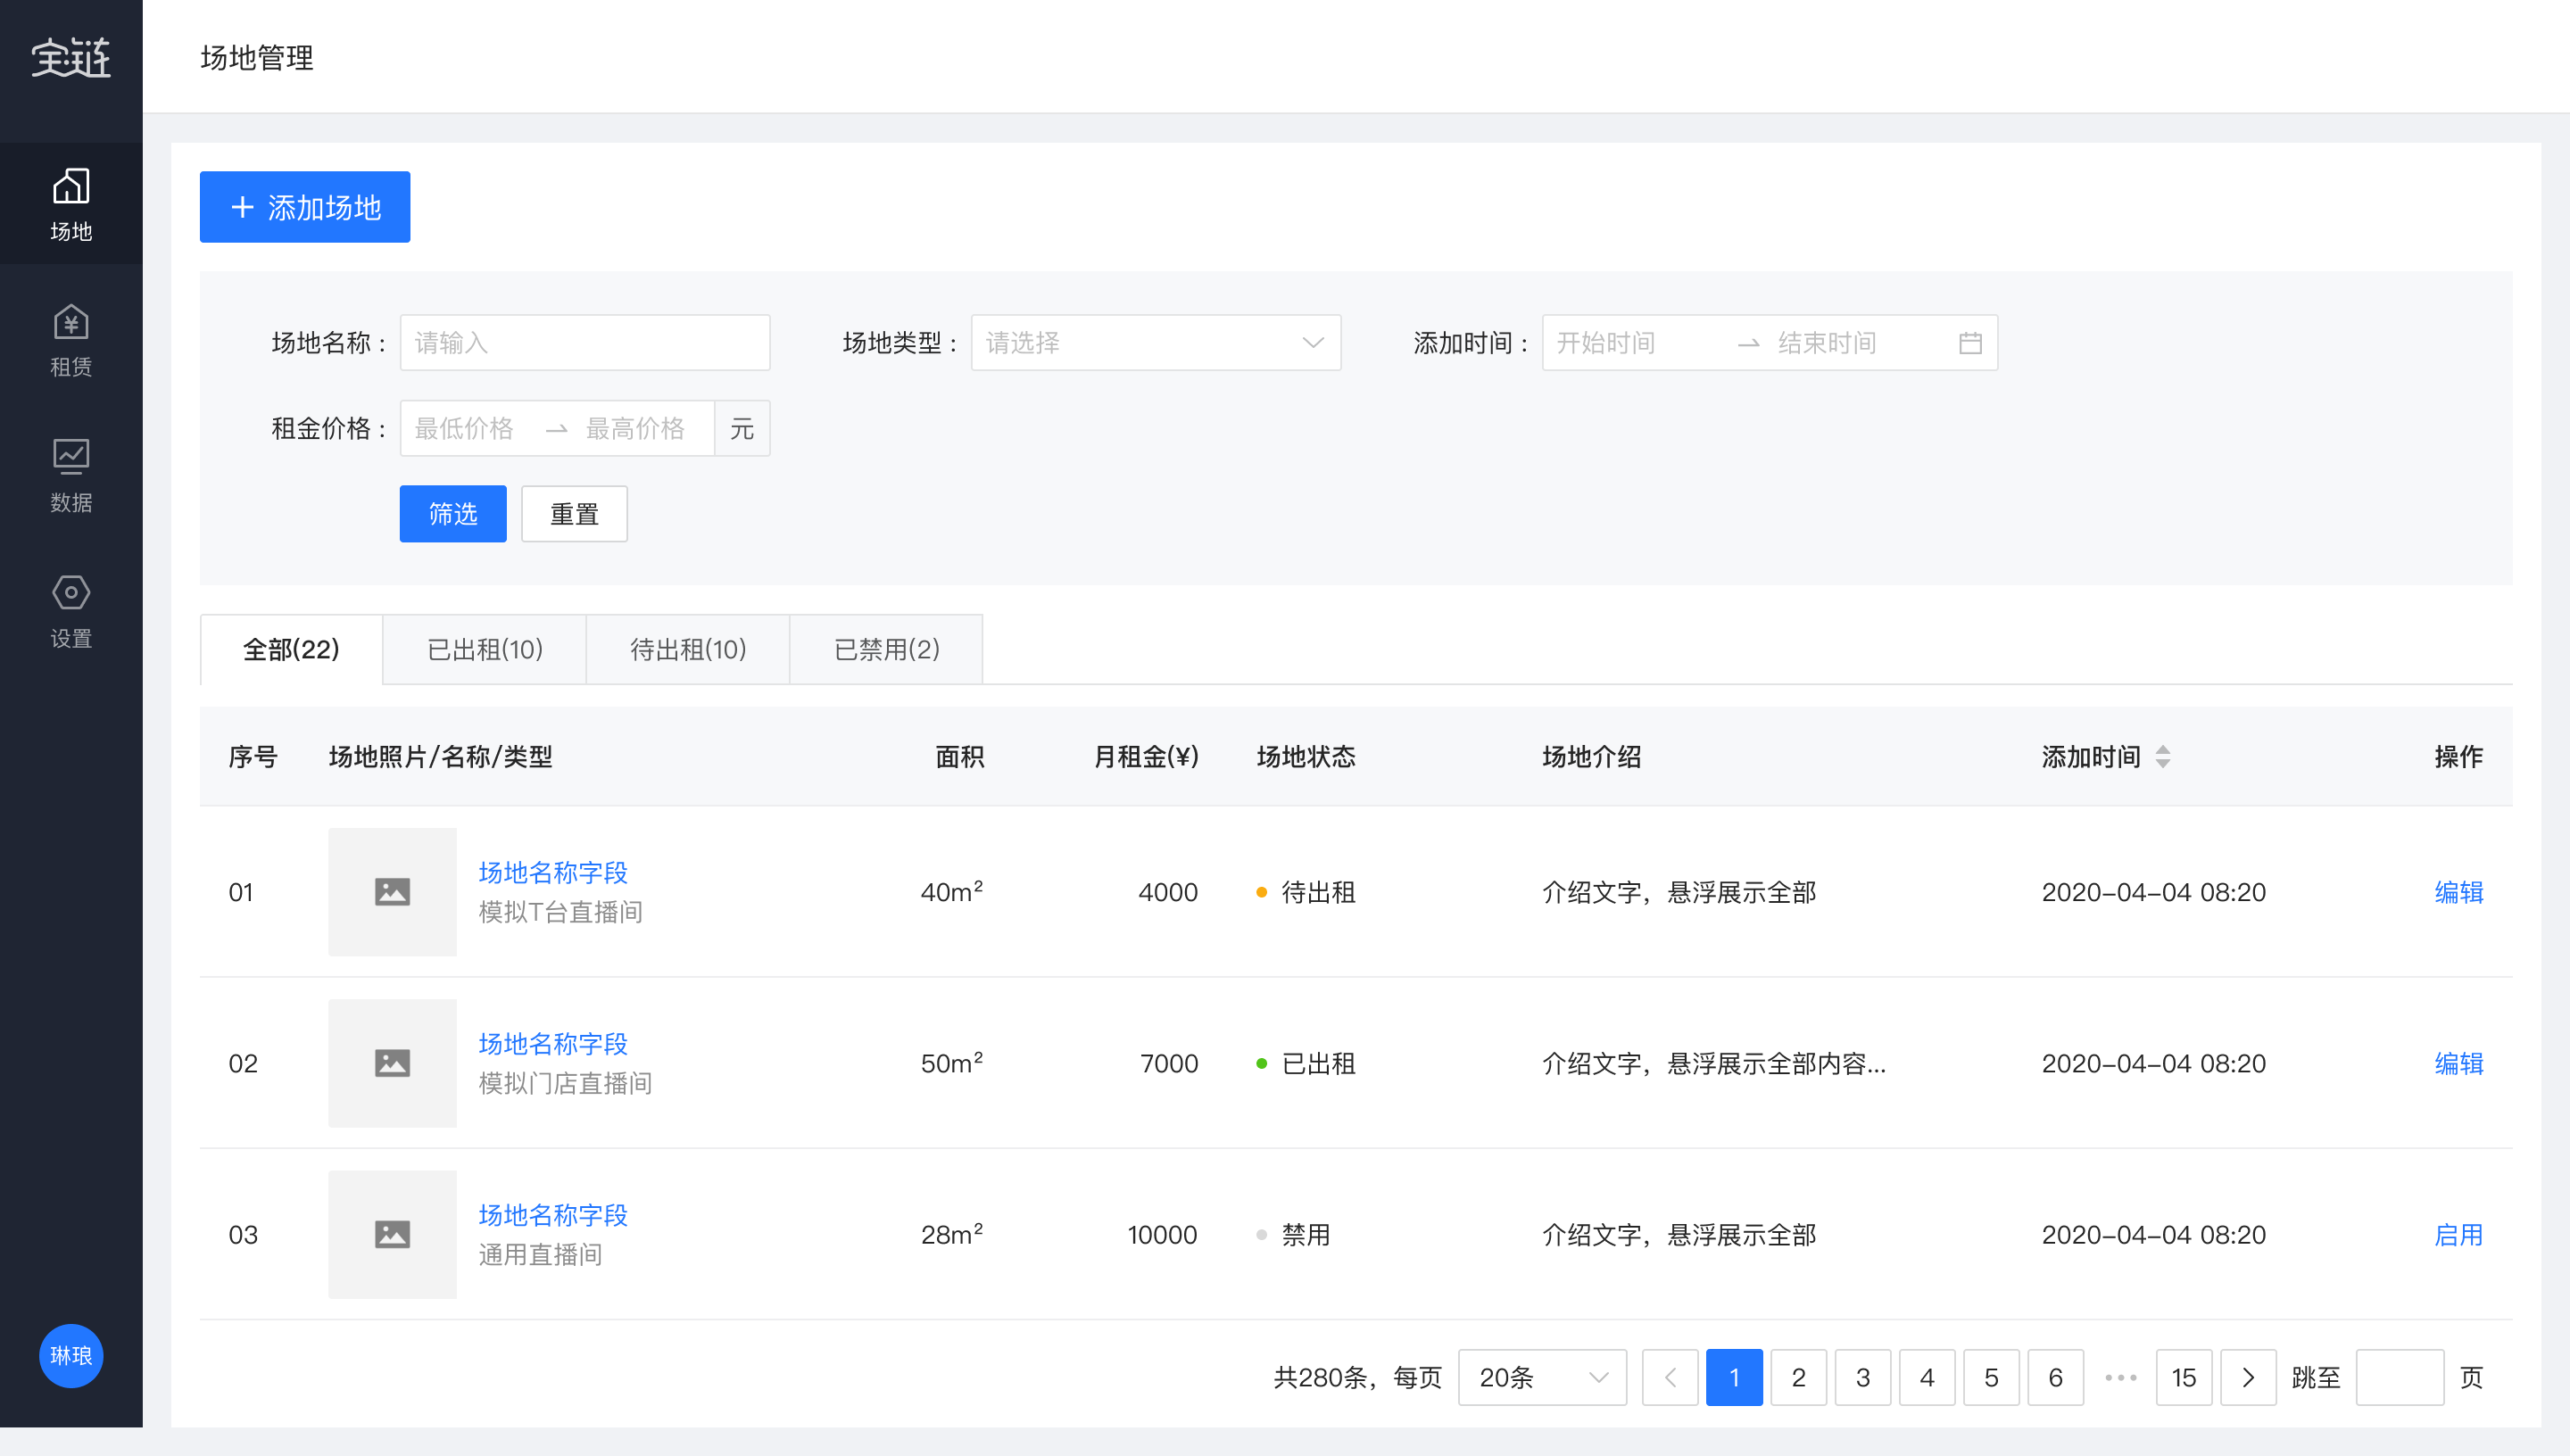 宝链
场地管理
场地
租赁
数据
设置
琳琅
+ 添加场地
场地名称： 请输入 场地类型： 请选择 添加时间： 开始时间 → 结束时间
租金价格： 最低价格 → 最高价格 元
筛选 重置
全部(22) 已出租(10) 待出租(10) 已禁用(2)
序号 场地照片/名称/类型 面积 月租金(¥) 场地状态 场地介绍 添加时间 操作
01 场地名称字段 40m² 4000 待出租 介绍文字，悬浮展示全部 2020-04-04 08:20 编辑
模拟T台直播间
02 场地名称字段 50m² 7000 已出租 介绍文字，悬浮展示全部内容... 2020-04-04 08:20 编辑
模拟门店直播间
03 场地名称字段 28m² 10000 禁用 介绍文字，悬浮展示全部 2020-04-04 08:20 启用
通用直播间
共280条，每页 20条 < 1 2 3 4 5 6 ••• 15 > 跳至 页